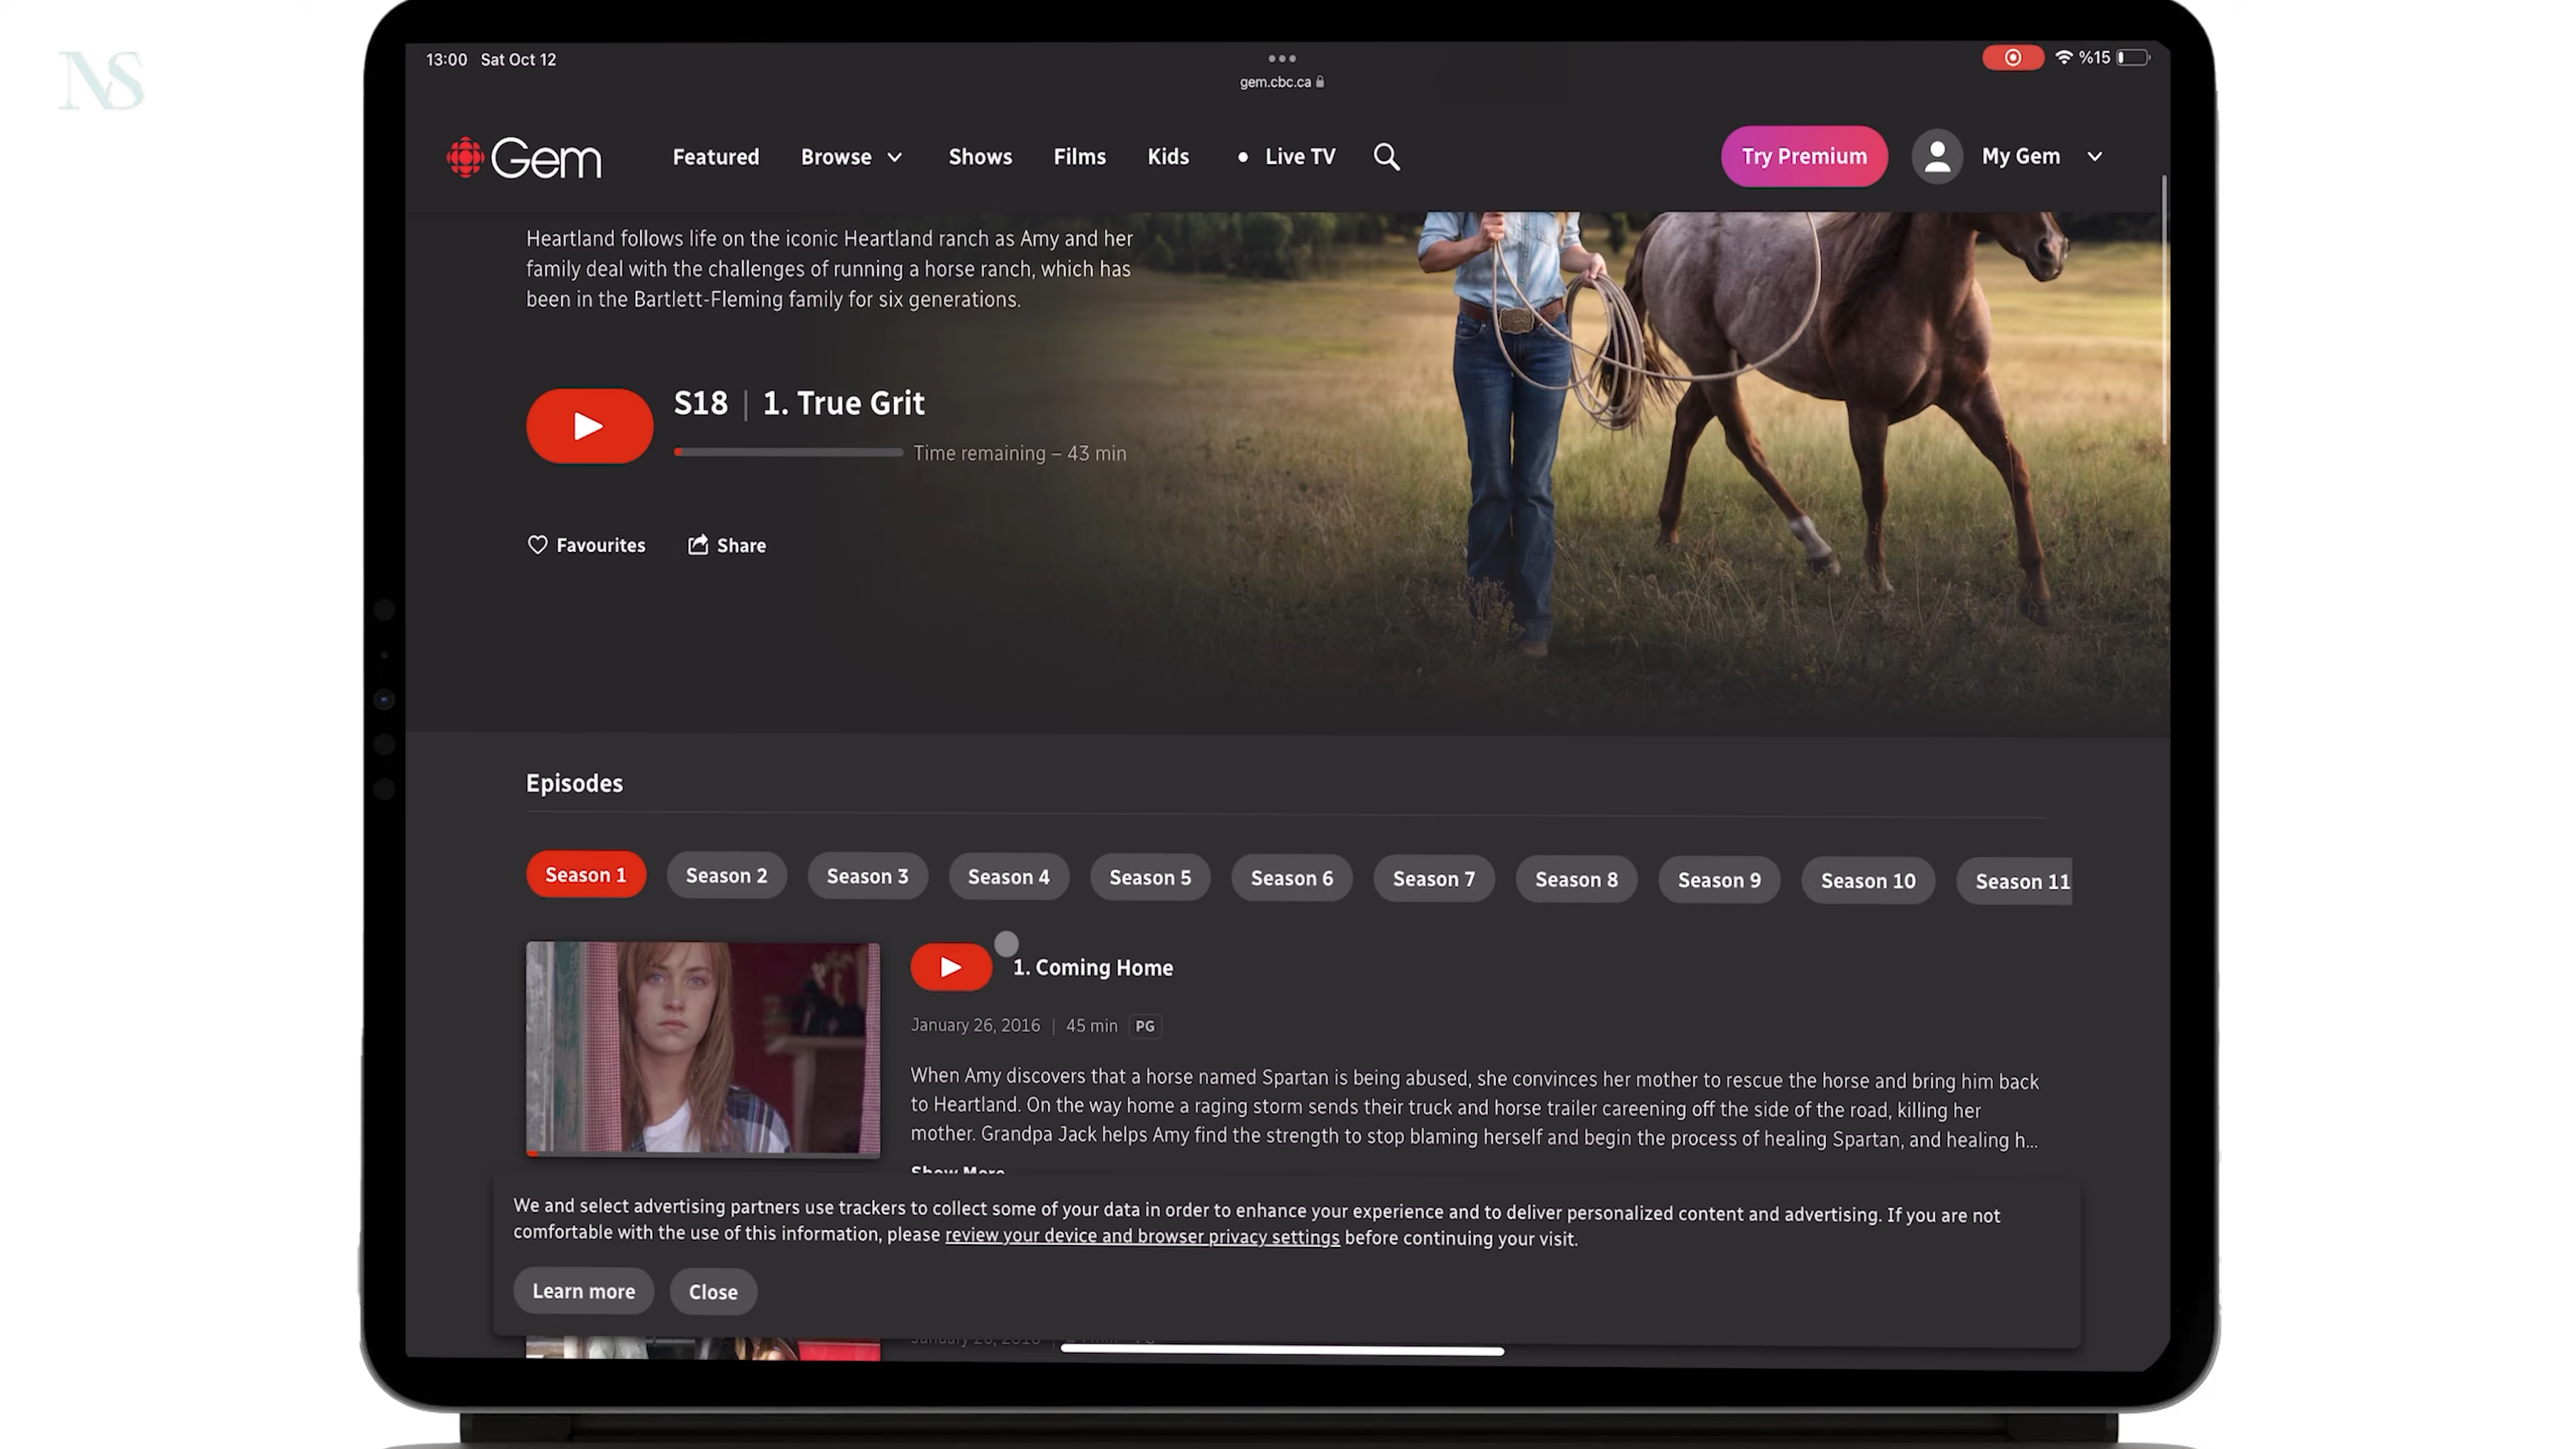 NS
13:00 Sat Oct 12
gem.cbc.ca
%15
Gem
Featured
Browse
Shows
Films
Kids
Live TV
Try Premium
My Gem
Heartland follows life on the iconic Heartland ranch as Amy and her
family deal with the challenges of running a horse ranch, which has
been in the Bartlett-Fleming family for six generations.
S18 | 1. True Grit
Time remaining – 43 min
Favourites
Share
Episodes
Season 1
Season 2
Season 3
Season 4
Season 5
Season 6
Season 7
Season 8
Season 9
Season 10
Season 11
1. Coming Home
January 26, 2016 | 45 min PG
When Amy discovers that a horse named Spartan is being abused, she convinces her mother to rescue the horse and bring him back
to Heartland. On the way home a raging storm sends their truck and horse trailer careening off the side of the road, killing her
mother. Grandpa Jack helps Amy find the strength to stop blaming herself and begin the process of healing Spartan, and healing h...
Show More
We and select advertising partners use trackers to collect some of your data in order to enhance your experience and to deliver personalized content and advertising. If you are not
comfortable with the use of this information, please review your device and browser privacy settings before continuing your visit.
Learn more
Close